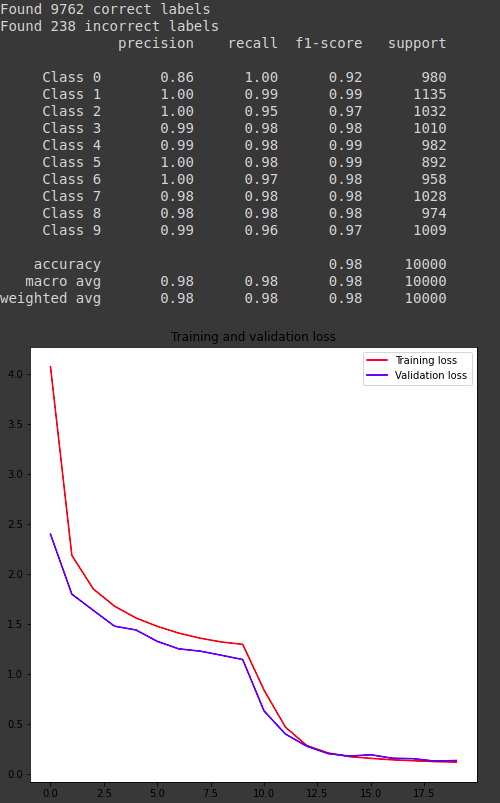 Found 9762 correct labels
Found 238 incorrect labels
precision recall f1-score support
Class 0 0.86 1.00 0.92 980
Class 1 1.00 0.99 0.99 1135
Class 2 1.00 0.95 0.97 1032
Class 3 0.99 0.98 0.98 1010
Class 4 0.99 0.98 0.99 982
Class 5 1.00 0.98 0.99 892
Class 6 1.00 0.97 0.98 958
Class 7 0.98 0.98 0.98 1028
Class 8 0.98 0.98 0.98 974
Class 9 0.99 0.96 0.97 1009
accuracy 0.98 10000
macro avg 0.98 0.98 0.98 10000
weighted avg 0.98 0.98 0.98 10000
Training and validation loss
Training loss
Validation loss
4.0
3.5
3.0
2.5
2.0
1.5
1.0
0.5
0.0
0.0 2.5 5.0 7.5 10.0 12.5 15.0 17.5